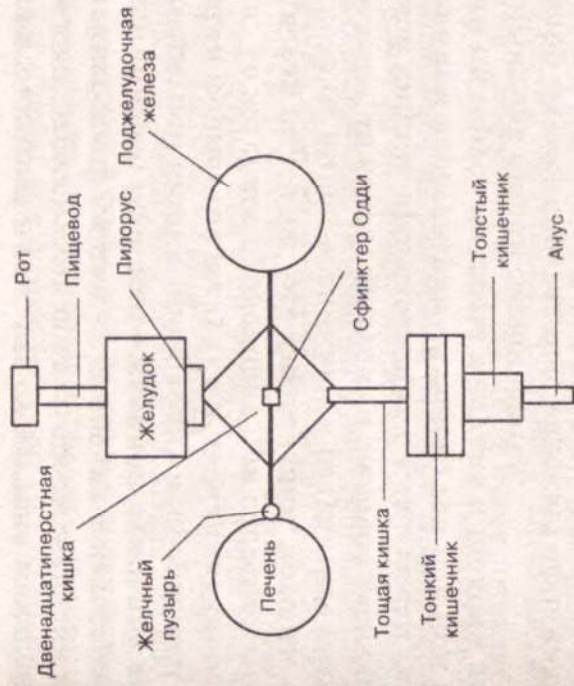 Рот
Пищевод
Желудок
Пилорус
Поджелудочная
железа
Двенадцатиперстная
кишка
Желчный
пузырь
Печень
Сфинктер Одди
Тощая кишка
Тонкий
кишечник
Толстый
кишечник
Анус